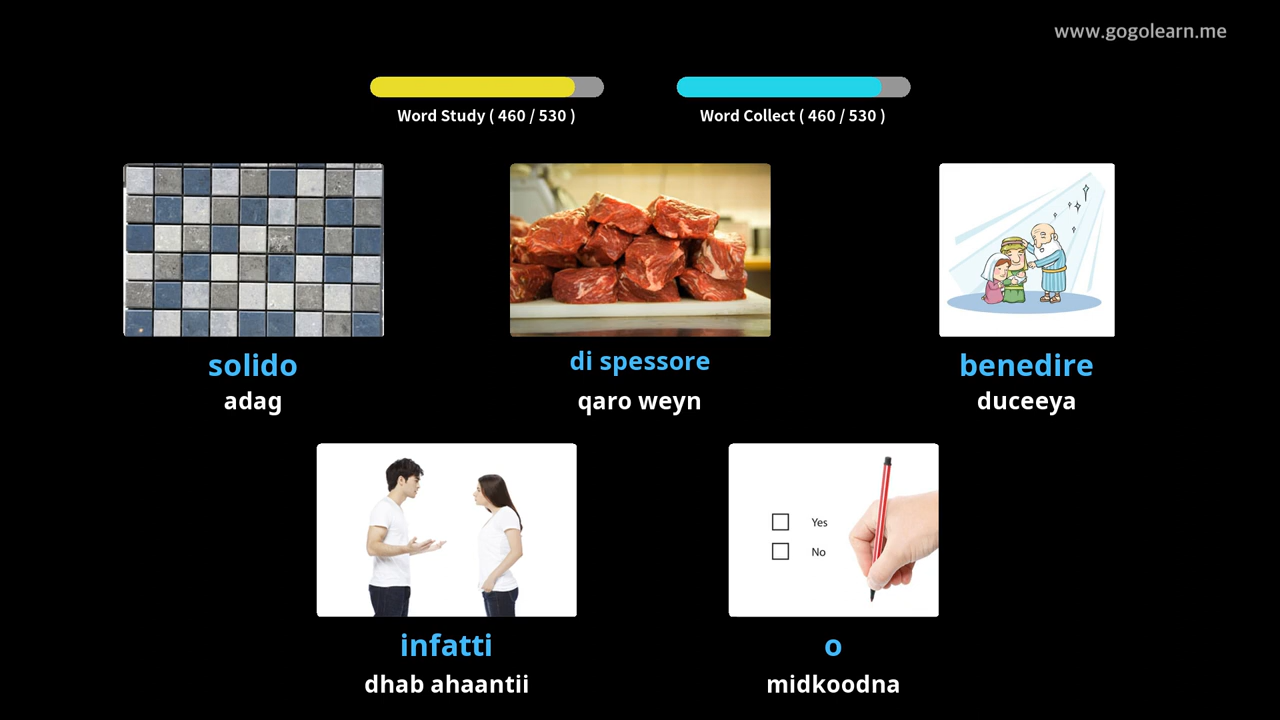 www.gogolearn.me
Word Study ( 460 / 530 )
Word Collect ( 460 / 530 )
solido
adag
di spessore
qaro weyn
benedire
duceeya
Yes
No
infatti
dhab ahaantii
o
midkoodna